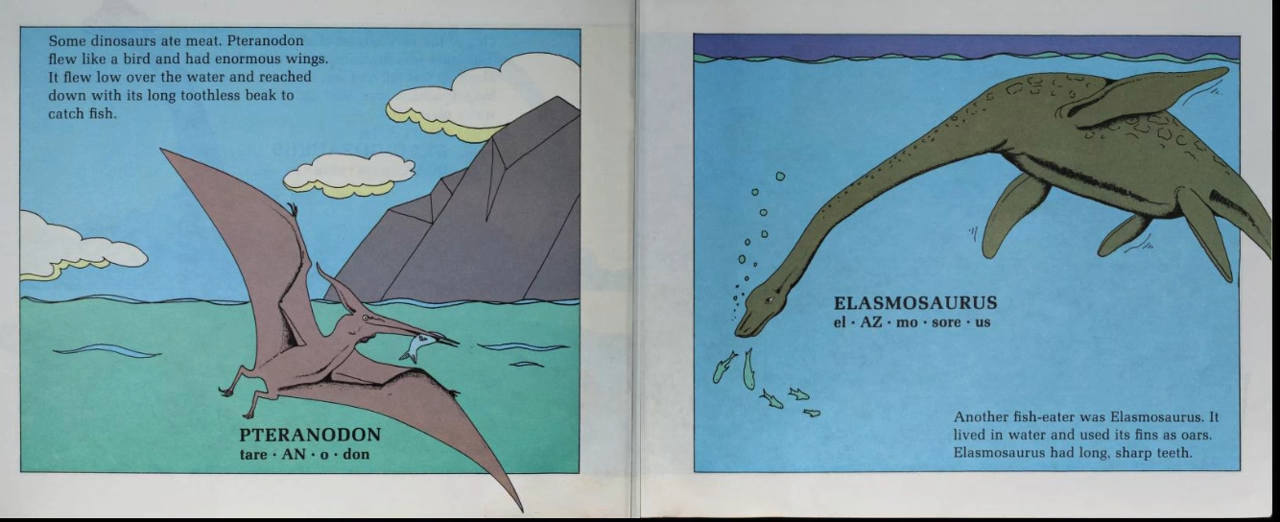 Some dinosaurs ate meat. Pteranodon
flew like a bird and had enormous wings.
It flew low over the water and reached
down with its long toothless beak to
catch fish.
PTERANODON
tare · AN · o · don
ELASMOSAURUS
el · AZ · mo · sore · us
Another fish-eater was Elasmosaurus. It
lived in water and used its fins as oars.
Elasmosaurus had long, sharp teeth.